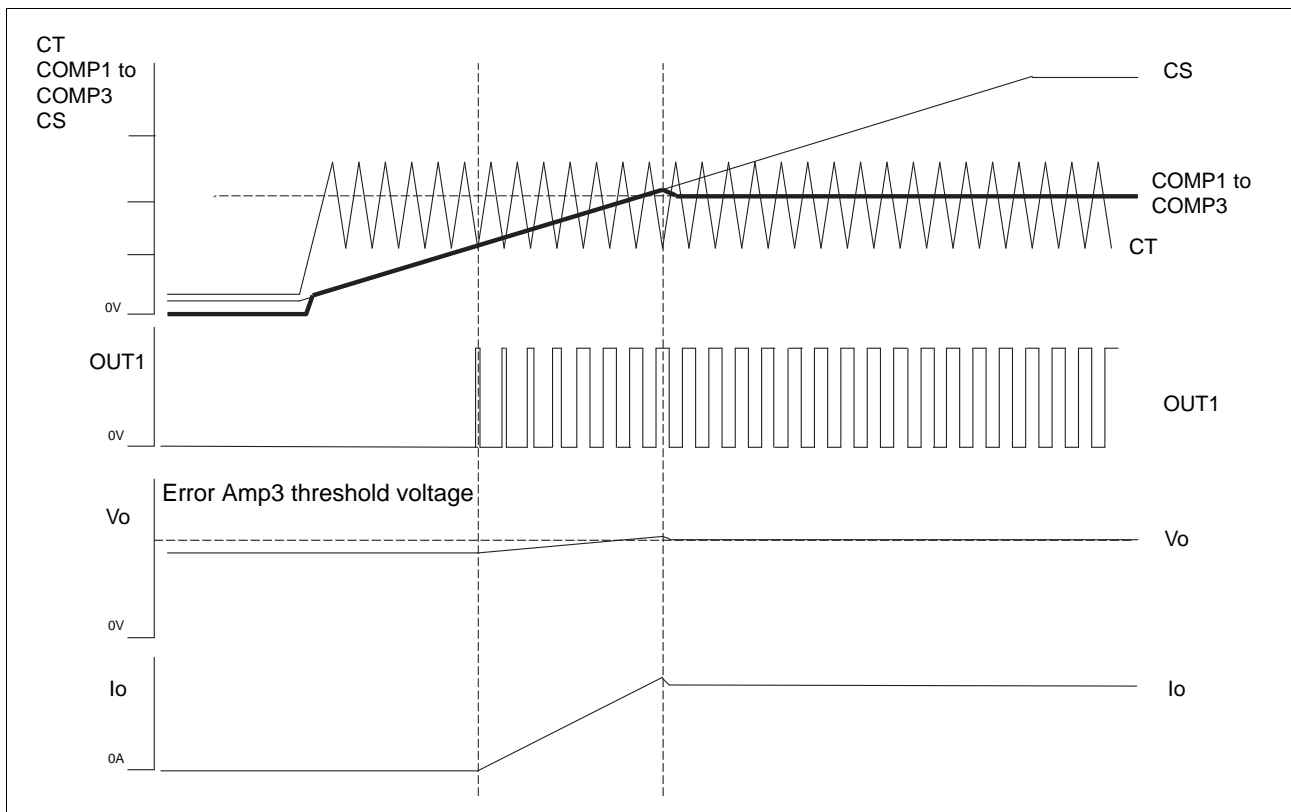 CT
COMP1 to
COMP3
CS
CS
COMP1 to
COMP3
CT
0V
OUT1
OUT1
0V
Error Amp3 threshold voltage
Vo
Vo
0V
Io
Io
0A